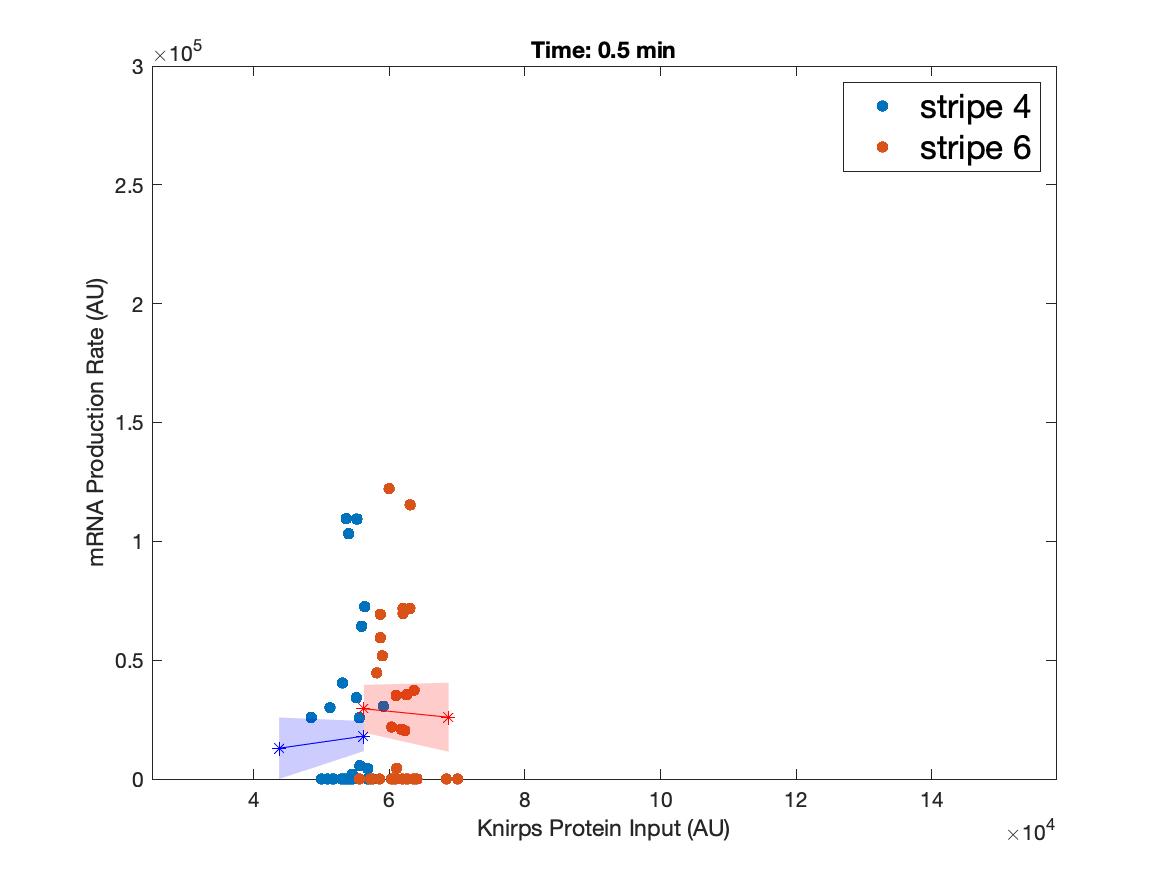 Time: 0.5 min
×10^5
3
2.5
2
1.5
1
0.5
0
mRNA Production Rate (AU)
stripe 4
stripe 6
4 6 8 10 12 14
Knirps Protein Input (AU)
×10^4